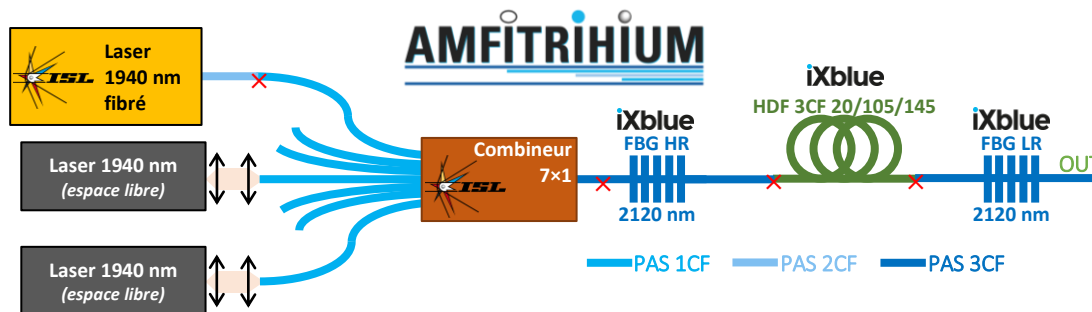 Laser
1940 nm
fibré
ISL
AMFITRIHIUM
iXblue
HDF 3CF 20/105/145
iXblue
FBG HR
2120 nm
iXblue
FBG LR
2120 nm
OUT
Laser 1940 nm
(espace libre)
Combineur
7×1
ISL
Laser 1940 nm
(espace libre)
PAS 1CF
PAS 2CF
PAS 3CF